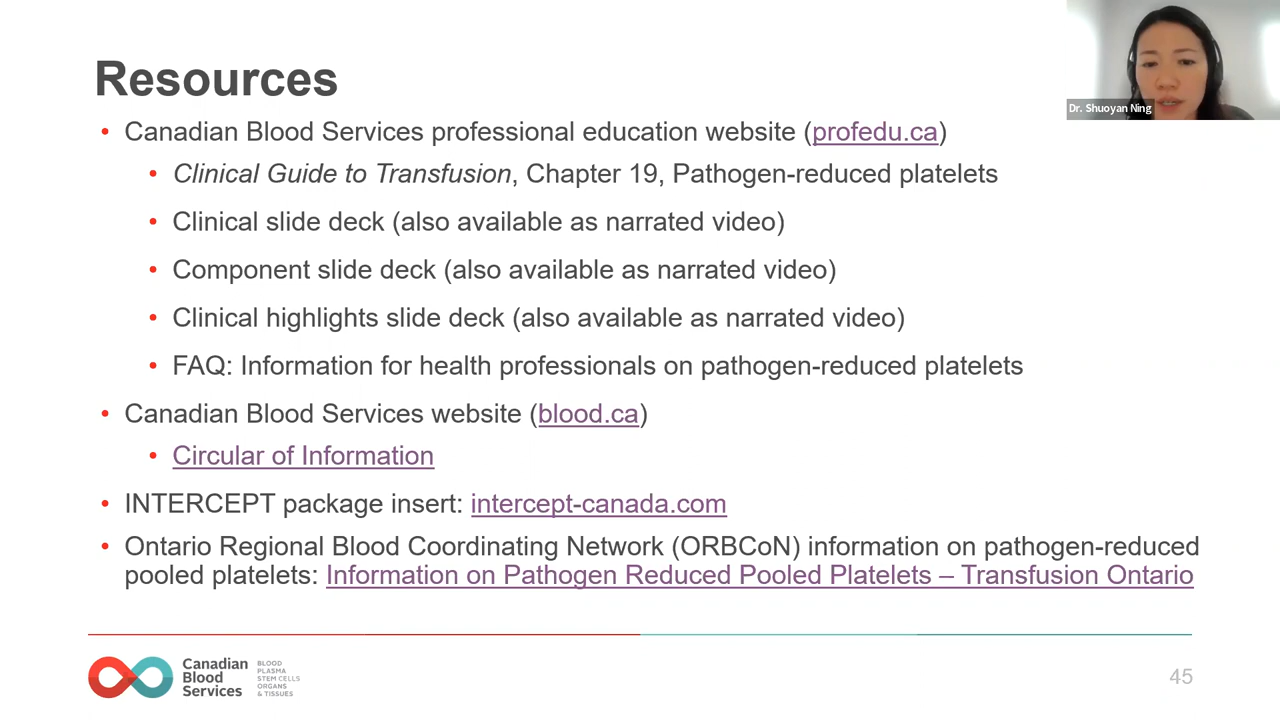 Resources
Dr. Shuoyan Ning
• Canadian Blood Services professional education website (profedu.ca)
• Clinical Guide to Transfusion, Chapter 19, Pathogen-reduced platelets
• Clinical slide deck (also available as narrated video)
• Component slide deck (also available as narrated video)
• Clinical highlights slide deck (also available as narrated video)
• FAQ: Information for health professionals on pathogen-reduced platelets
• Canadian Blood Services website (blood.ca)
• Circular of Information
• INTERCEPT package insert: intercept-canada.com
• Ontario Regional Blood Coordinating Network (ORBCoN) information on pathogen-reduced
pooled platelets: Information on Pathogen Reduced Pooled Platelets – Transfusion Ontario
Canadian
Blood
Services
BLOOD
PLASMA
STEM CELLS
ORGANS
& TISSUES
45